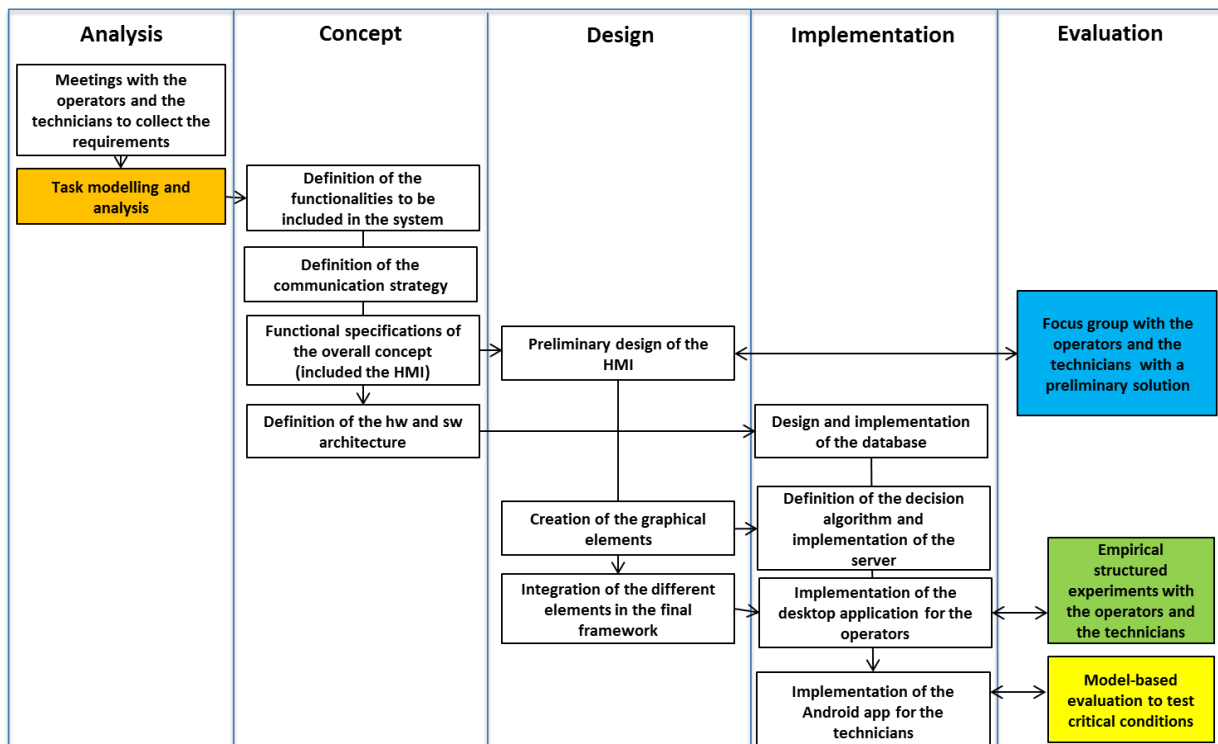 Analysis
Concept
Design
Implementation
Evaluation
Meetings with the
operators and the
technicians to collect the
requirements
Task modelling and
analysis
Definition of the
functionalities to be
included in the system
Definition of the
communication strategy
Functional specifications of
the overall concept
(included the HMI)
Definition of the hw and sw
architecture
Preliminary design of the
HMI
Creation of the graphical
elements
Integration of the different
elements in the final
framework
Design and implementation
of the database
Definition of the decision
algorithm and
implementation of the
server
Implementation of the
desktop application for the
operators
Implementation of the
Android app for the
technicians
Focus group with the
operators and the
technicians with a
preliminary solution
Empirical
structured
experiments with
the operators and
the technicians
Model-based
evaluation to test
critical conditions